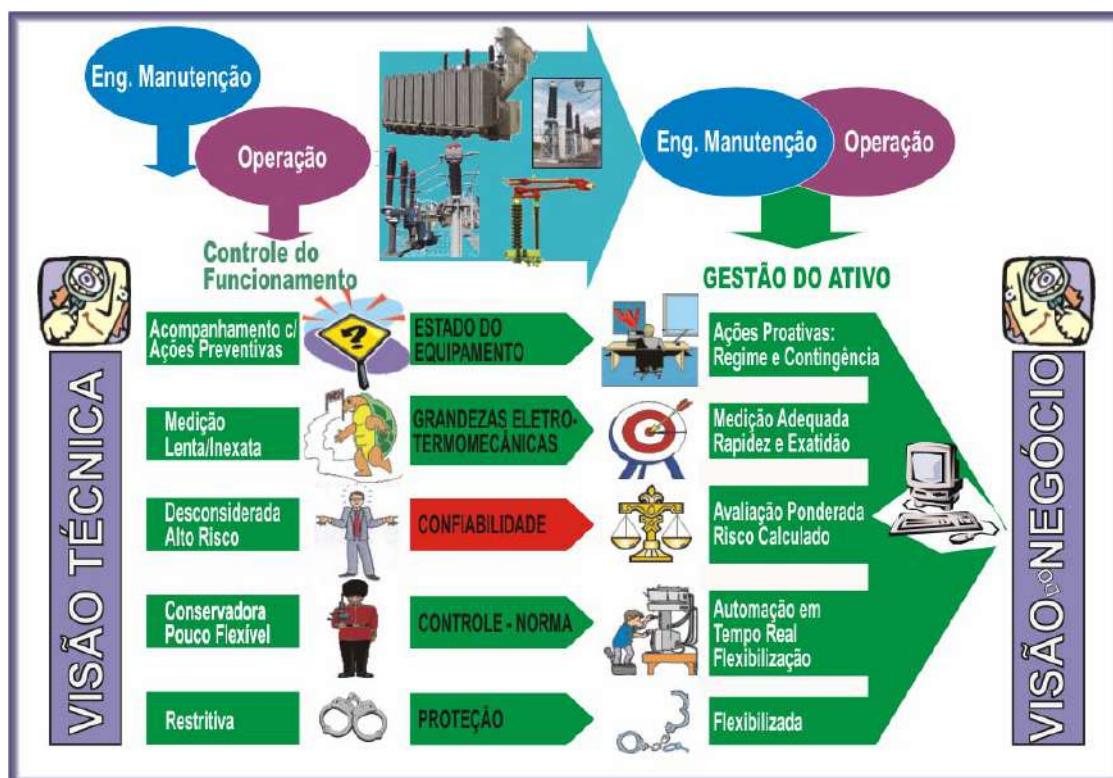 Eng. Manutenção
Operação
Eng. Manutenção
Operação
Controle do
Funcionamento
GESTÃO DO ATIVO
VISÃO TÉCNICA
Acompanhamento c/
Ações Preventivas
?
ESTADO DO
EQUIPAMENTO
Ações Proativas:
Regime e Contingência
Medição
Lenta/Inexata
GRANDEZAS ELETRO-
TERMOMECÂNICAS
Medição Adequada
Rapidez e Exatidão
Desconsiderada
Alto Risco
CONFIABILIDADE
Avaliação Ponderada
Risco Calculado
Conservadora
Pouco Flexível
CONTROLE - NORMA
Automação em
Tempo Real
Flexibilização
Restritiva
PROTEÇÃO
Flexibilizada
VISÃO DO NEGÓCIO